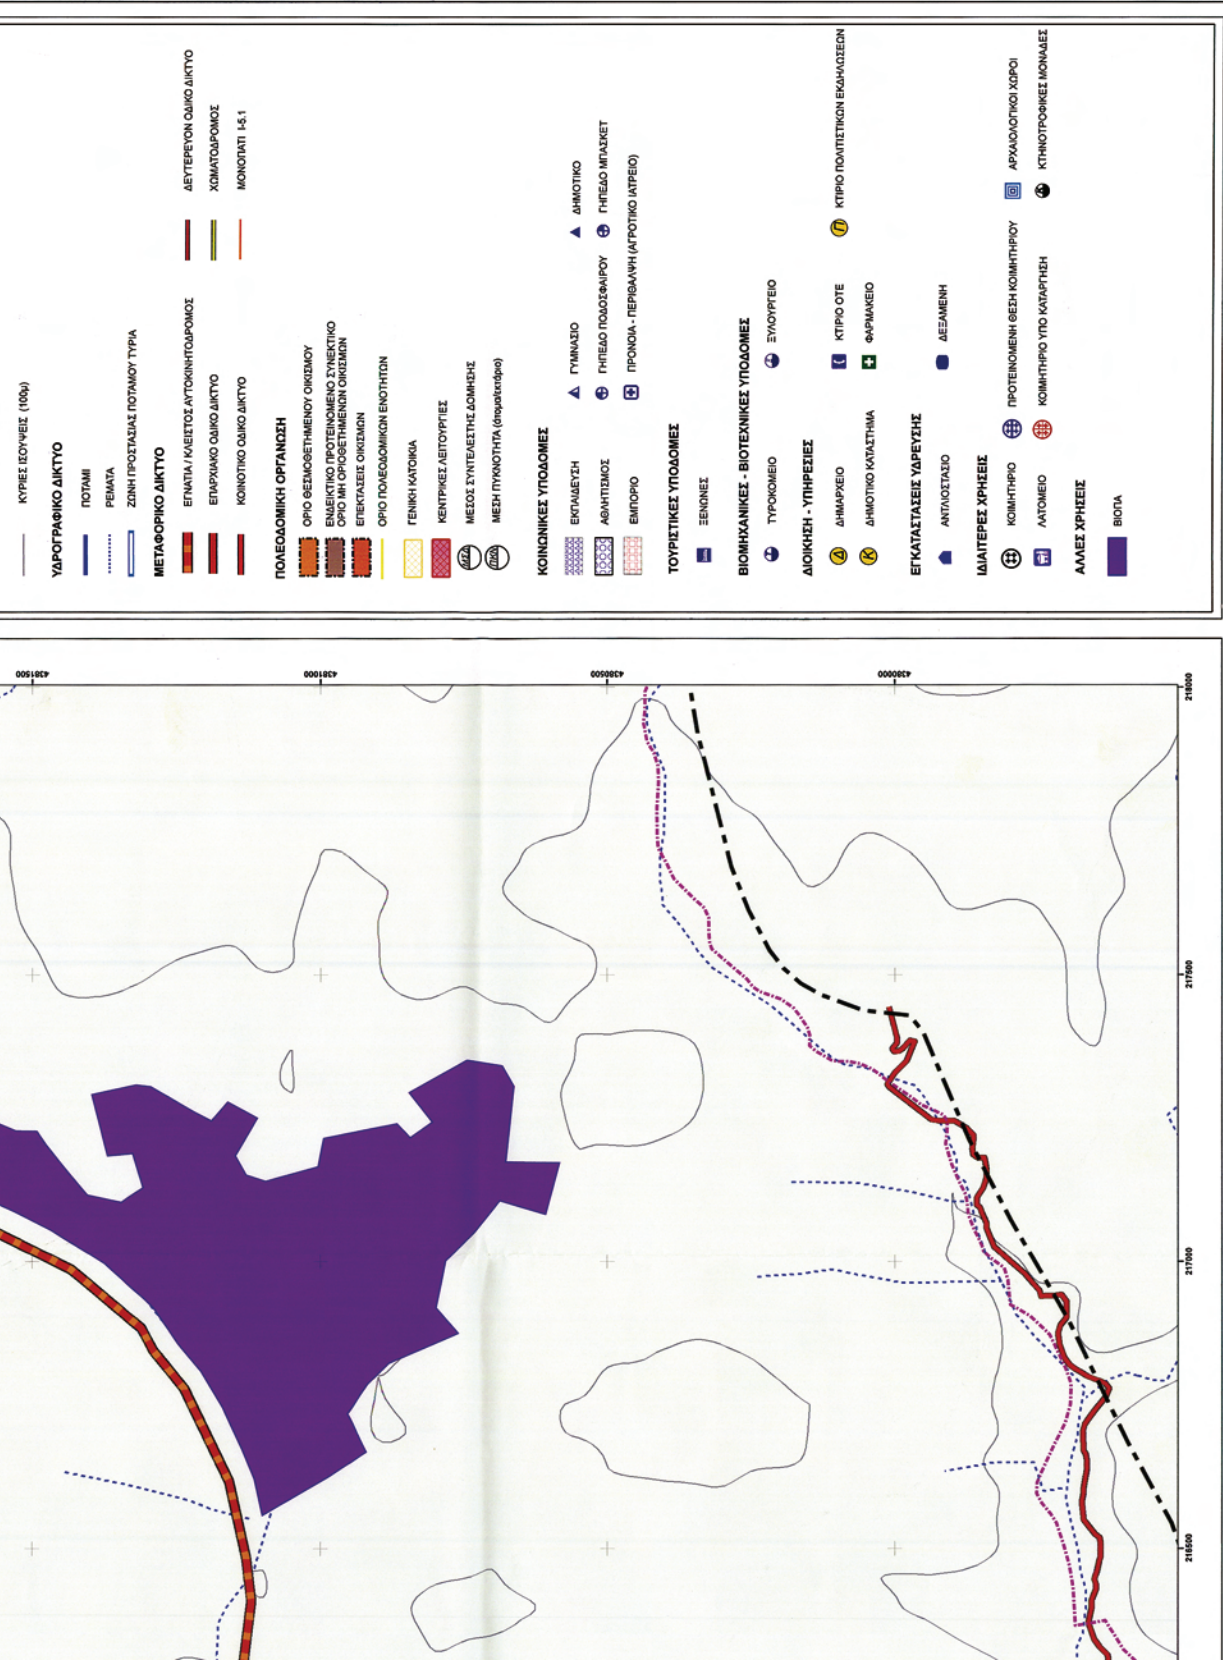 ΚΥΡΙΕΣ ΙΣΟΥΨΕΙΣ (100μ)
ΥΔΡΟΓΡΑΦΙΚΟ ΔΙΚΤΥΟ
ΠΟΤΑΜΙ
ΡΕΜΑΤΑ
ΖΩΝΗ ΠΡΟΣΤΑΣΙΑΣ ΠΟΤΑΜΟΥ ΤΥΡΙΑ
ΜΕΤΑΦΟΡΙΚΟ ΔΙΚΤΥΟ
ΕΓΝΑΤΙΑ / ΚΛΕΙΣΤΟΣ ΑΥΤΟΚΙΝΗΤΟΔΡΟΜΟΣ
ΔΕΥΤΕΡΕΥΟΝ ΟΔΙΚΟ ΔΙΚΤΥΟ
ΕΠΑΡΧΙΑΚΟ ΟΔΙΚΟ ΔΙΚΤΥΟ
ΧΩΜΑΤΟΔΡΟΜΟΣ
ΚΟΙΝΟΤΙΚΟ ΟΔΙΚΟ ΔΙΚΤΥΟ
ΜΟΝΟΠΑΤΙ Ι-5.1
ΠΟΛΕΟΔΟΜΙΚΗ ΟΡΓΑΝΩΣΗ
ΟΡΙΟ ΘΕΣΜΟΘΕΤΗΜΕΝΟΥ ΟΙΚΙΣΜΟΥ
ΕΝΔΕΙΚΤΙΚΟ ΠΡΟΤΕΙΝΟΜΕΝΟ ΣΥΝΕΚΤΙΚΟ
ΟΡΙΟ ΜΗ ΟΡΙΟΘΕΤΗΜΕΝΩΝ ΟΙΚΙΣΜΩΝ
ΕΠΕΚΤΑΣΕΙΣ ΟΙΚΙΣΜΩΝ
ΟΡΙΟ ΠΟΛΕΟΔΟΜΙΚΩΝ ΕΝΟΤΗΤΩΝ
ΓΕΝΙΚΗ ΚΑΤΟΙΚΙΑ
ΚΕΝΤΡΙΚΕΣ ΛΕΙΤΟΥΡΓΙΕΣ
ΜΣΔ ΜΕΣΟΣ ΣΥΝΤΕΛΕΣΤΗΣ ΔΟΜΗΣΗΣ
ΜΕΣΗ ΠΥΚΝΟΤΗΤΑ (άτομα/εκτάριο)
ΚΟΙΝΩΝΙΚΕΣ ΥΠΟΔΟΜΕΣ
ΕΚΠΑΙΔΕΥΣΗ
ΓΥΜΝΑΣΙΟ
ΔΗΜΟΤΙΚΟ
ΑΘΛΗΤΙΣΜΟΣ
ΓΗΠΕΔΟ ΠΟΔΟΣΦΑΙΡΟΥ
ΓΗΠΕΔΟ ΜΠΑΣΚΕΤ
ΕΜΠΟΡΙΟ
ΠΡΟΝΟΙΑ - ΠΕΡΙΘΑΛΨΗ (ΑΓΡΟΤΙΚΟ ΙΑΤΡΕΙΟ)
ΤΟΥΡΙΣΤΙΚΕΣ ΥΠΟΔΟΜΕΣ
ΞΕΝΩΝΕΣ
ΒΙΟΜΗΧΑΝΙΚΕΣ - ΒΙΟΤΕΧΝΙΚΕΣ ΥΠΟΔΟΜΕΣ
ΤΥΡΟΚΟΜΕΙΟ
ΞΥΛΟΥΡΓΕΙΟ
ΔΙΟΙΚΗΣΗ - ΥΠΗΡΕΣΙΕΣ
Δ ΔΗΜΑΡΧΕΙΟ
ΚΤΙΡΙΟ ΟΤΕ
Π ΚΤΙΡΙΟ ΠΟΛΙΤΙΣΤΙΚΩΝ ΕΚΔΗΛΩΣΕΩΝ
Κ ΔΗΜΟΤΙΚΟ ΚΑΤΑΣΤΗΜΑ
ΦΑΡΜΑΚΕΙΟ
ΕΓΚΑΤΑΣΤΑΣΕΙΣ ΥΔΡΕΥΣΗΣ
ΑΝΤΛΙΟΣΤΑΣΙΟ
ΔΕΞΑΜΕΝΗ
ΙΔΙΑΙΤΕΡΕΣ ΧΡΗΣΕΙΣ
ΚΟΙΜΗΤΗΡΙΟ
ΠΡΟΤΕΙΝΟΜΕΝΗ ΘΕΣΗ ΚΟΙΜΗΤΗΡΙΟΥ
ΑΡΧΑΙΟΛΟΓΙΚΟΙ ΧΩΡΟΙ
ΛΑΤΟΜΕΙΟ
ΚΟΙΜΗΤΗΡΙΟ ΥΠΟ ΚΑΤΑΡΓΗΣΗ
ΚΤΗΝΟΤΡΟΦΙΚΕΣ ΜΟΝΑΔΕΣ
ΑΛΛΕΣ ΧΡΗΣΕΙΣ
ΒΙΟΠΑ
4381500
4381000
4380500
4380000
218000
217500
217000
216500